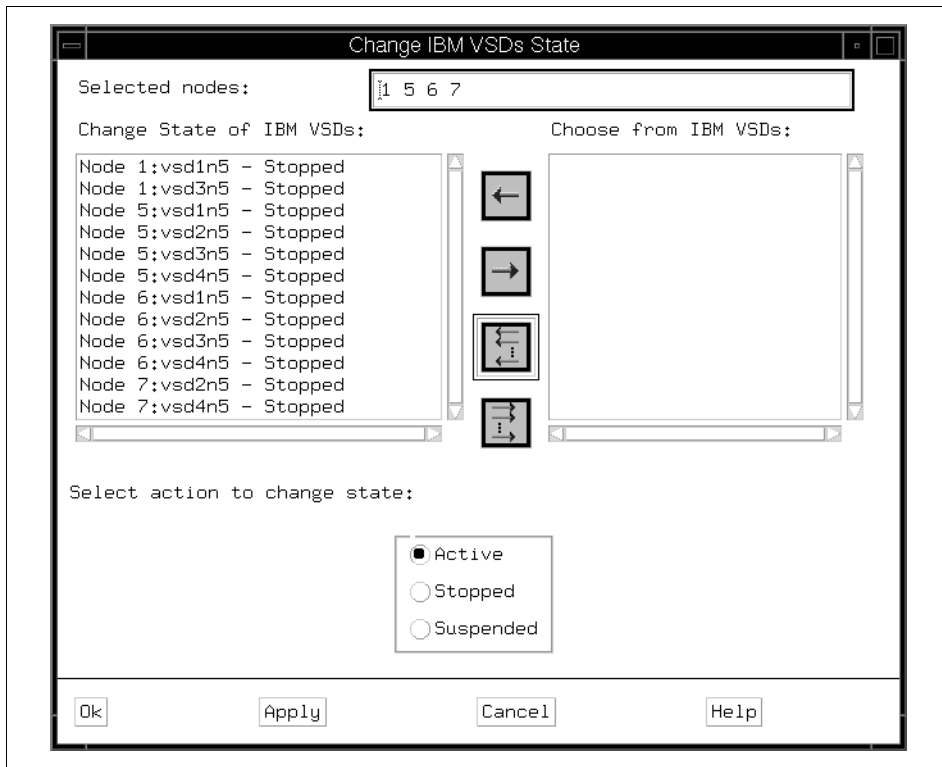 Change IBM VSDs State
Selected nodes: 1 5 6 7
Change State of IBM VSDs: Choose from IBM VSDs:
Node 1:vsd1n5 - Stopped
Node 1:vsd3n5 - Stopped
Node 5:vsd1n5 - Stopped
Node 5:vsd2n5 - Stopped
Node 5:vsd3n5 - Stopped
Node 5:vsd4n5 - Stopped
Node 6:vsd1n5 - Stopped
Node 6:vsd2n5 - Stopped
Node 6:vsd3n5 - Stopped
Node 6:vsd4n5 - Stopped
Node 7:vsd2n5 - Stopped
Node 7:vsd4n5 - Stopped
Select action to change state:
Active
Stopped
Suspended
Ok Apply Cancel Help